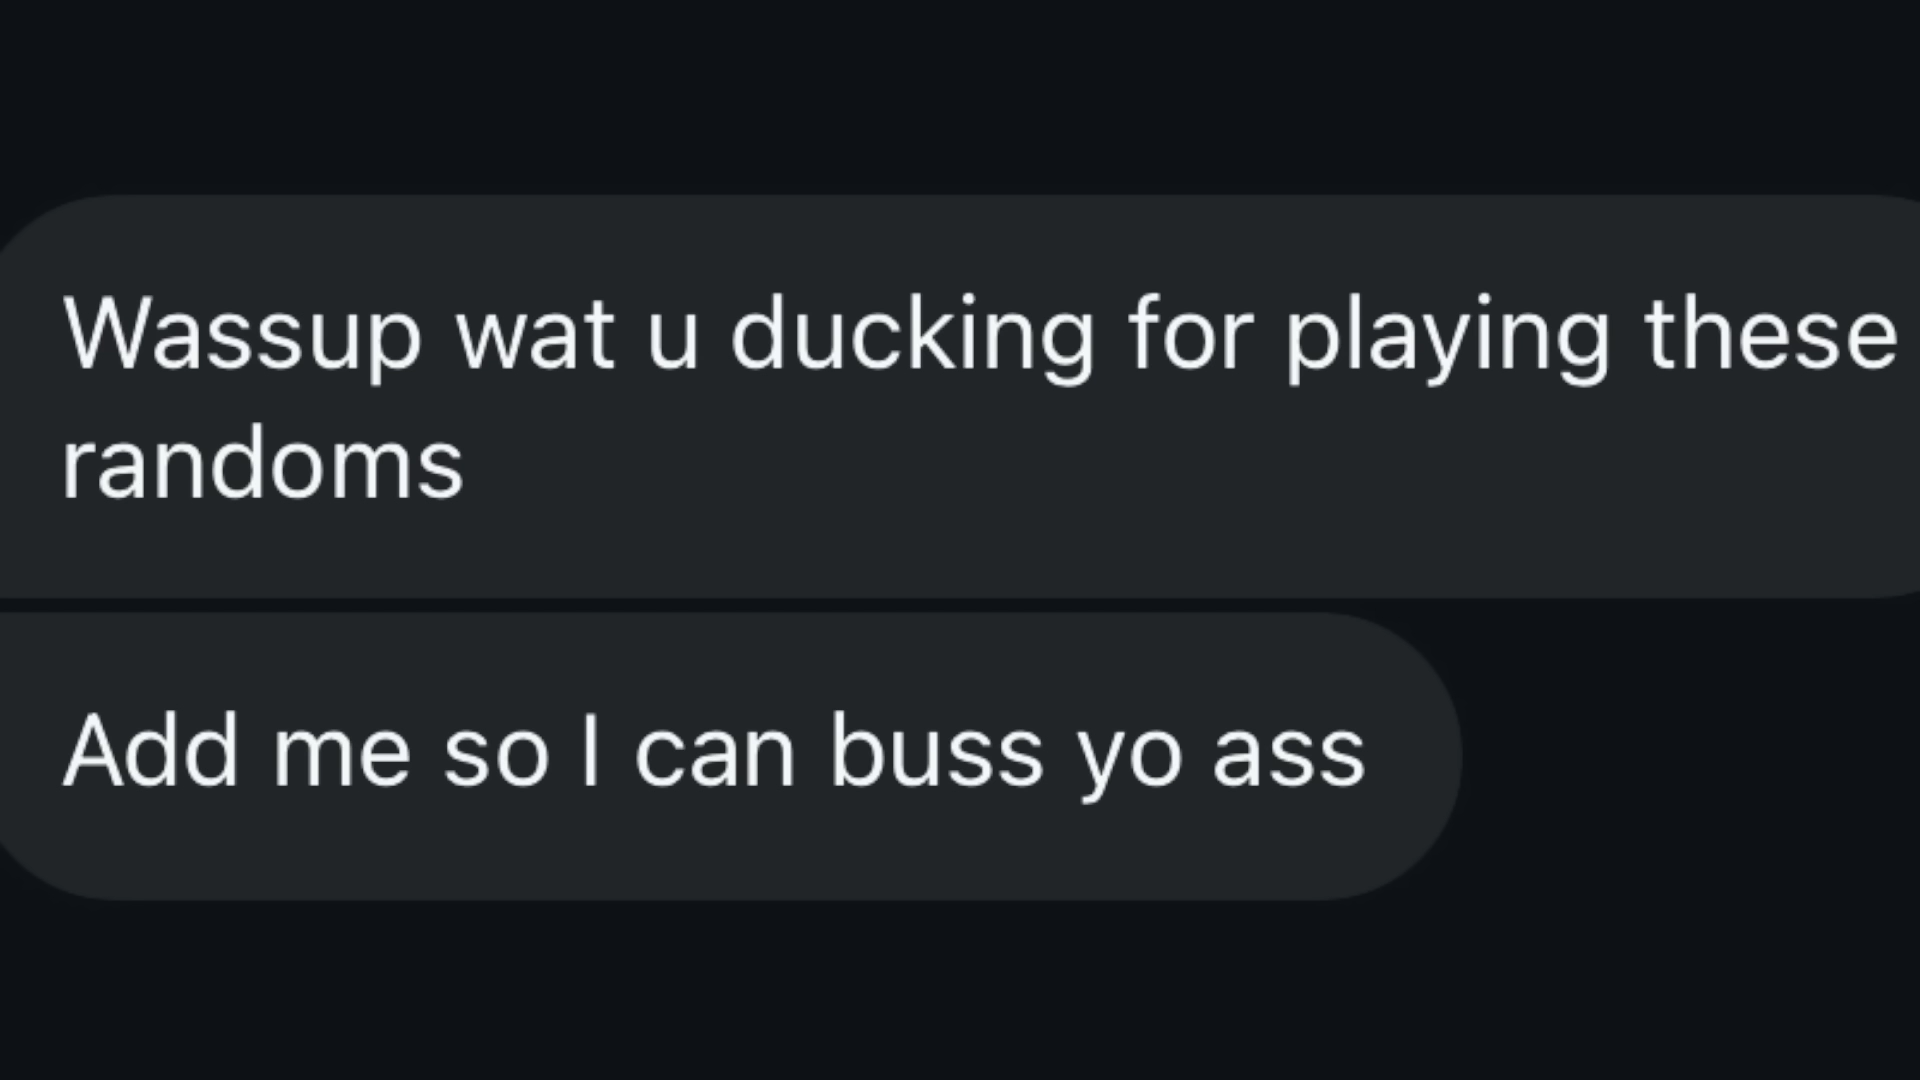 Wassup wat u ducking for playing these
randoms
Add me so I can buss yo ass